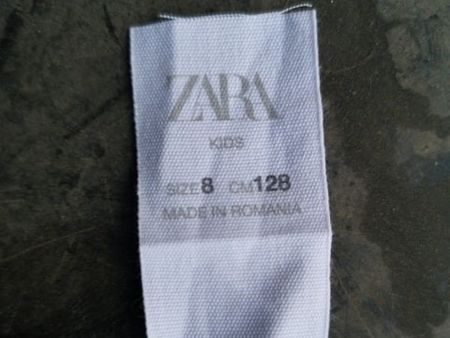 ZARA
KIDS
SIZE 8 CM 128
MADE IN ROMANIA